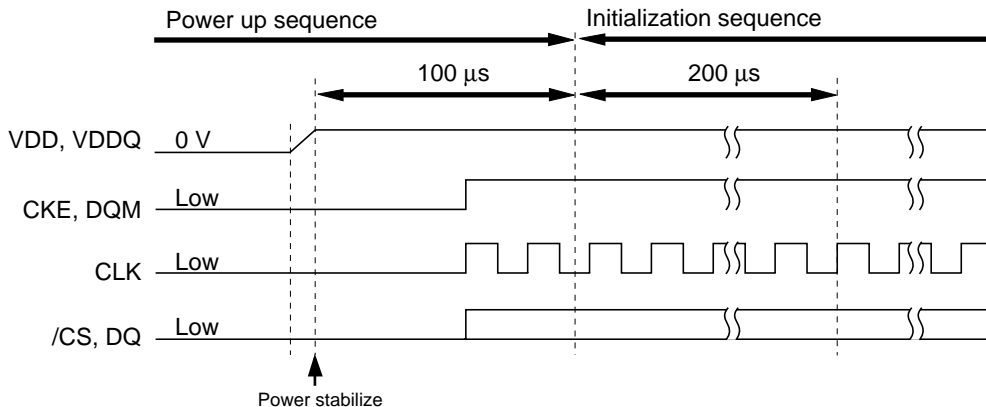 Power up sequence
Initialization sequence
100 μs
200 μs
VDD, VDDQ
0 V
CKE, DQM
Low
CLK
Low
/CS, DQ
Low
Power stabilize